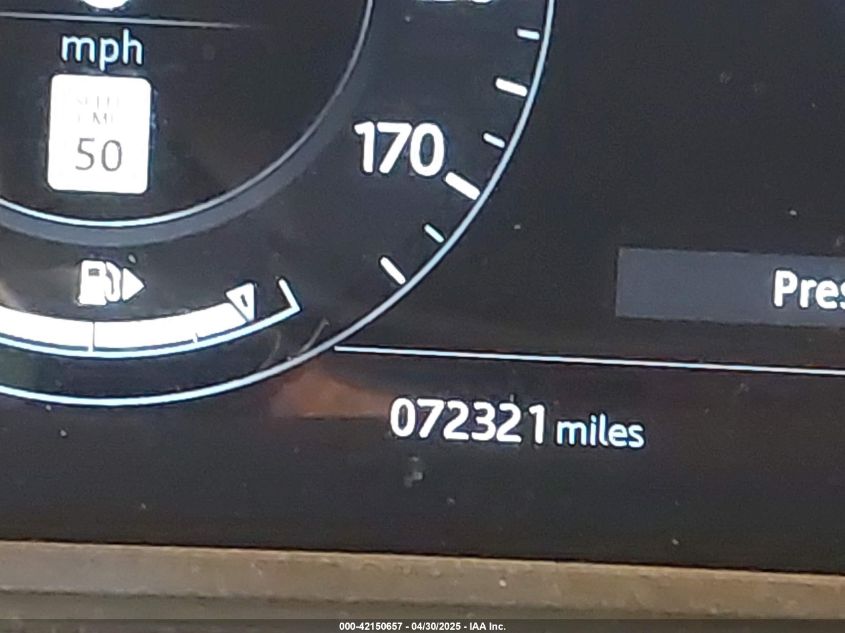 mph
50
170
Pres
072321 miles
000-42150657 - 04/30/2025 - IAA Inc.